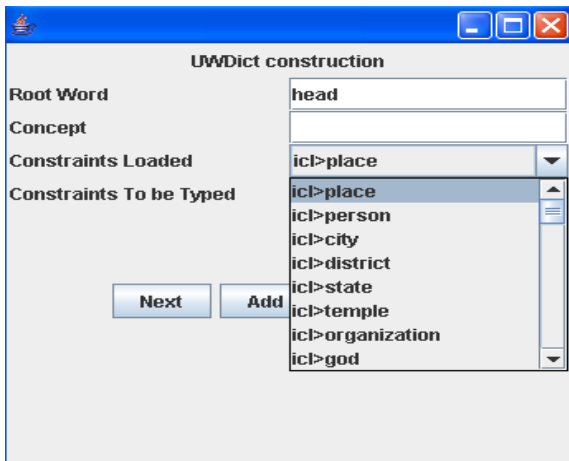 UWDict construction
Root Word head
Concept
Constraints Loaded icl>place
Constraints To be Typed icl>place
icl>person
icl>city
icl>district
icl>state
Next Add icl>temple
icl>organization
icl>god